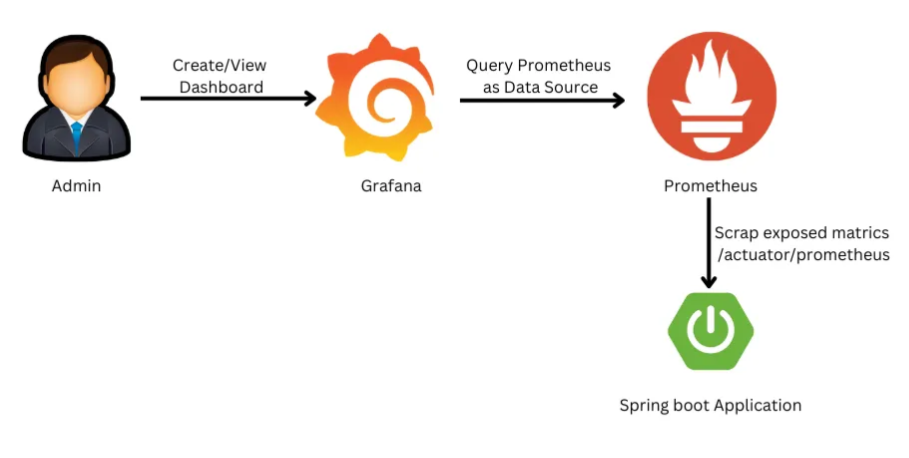 Create/View
Dashboard
Query Prometheus
as Data Source
Admin
Grafana
Prometheus
Scrap exposed matrics
/actuator/prometheus
Spring boot Application